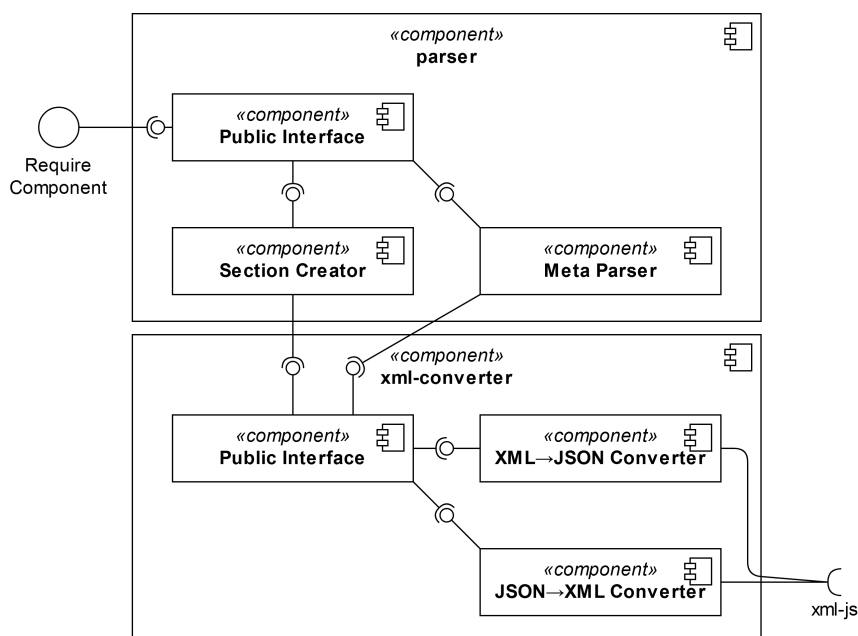 «component»
parser
«component»
Public Interface
Require
Component
«component»
Section Creator
«component»
Meta Parser
«component»
xml-converter
«component»
Public Interface
«component»
XML→JSON Converter
«component»
JSON→XML Converter
xml-js